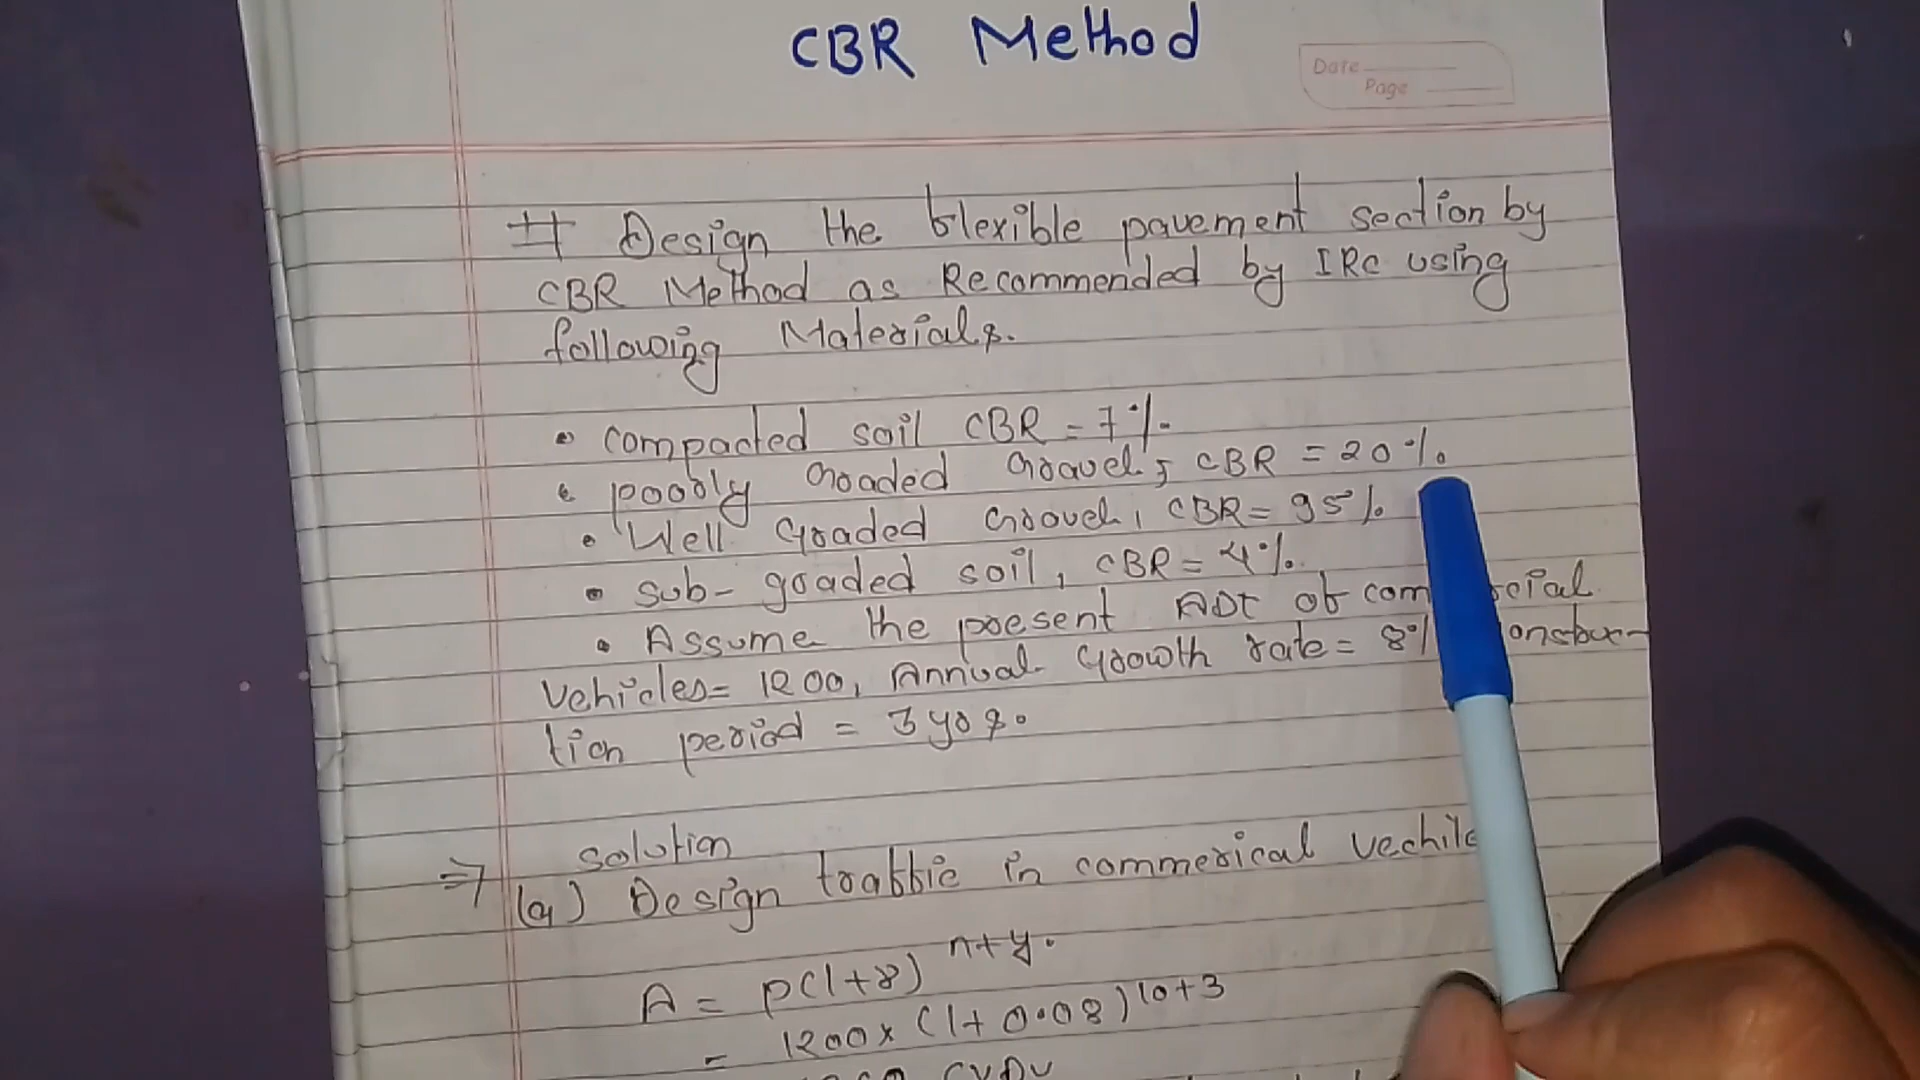 CBR Method
Date
Page
# Design the flexible pavement section by
CBR Method as Recommended by IRC using
following Materials.
• compacted soil CBR = 7%.
• poorly Graded Gravel, CBR = 20%.
• Well Graded Gravel, CBR = 95%.
• sub-graded soil, CBR = 4%.
• Assume the present ADT of com rcial
vehicles = 1200, Annual Growth rate = 8% onstruc-
tion period = 3 yrs.
solution
⇒ (a) Design traffic in commerical vechile
A = P(1+r)^n+y.
= 1200 × (1+0.08)^10+3
CVDV